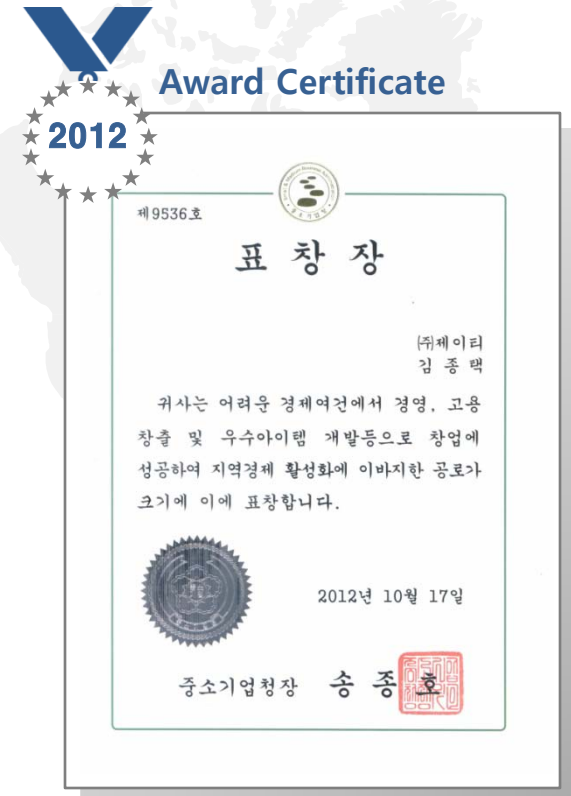 Award Certificate
2012
제9536호
표 창 장
㈜제이티
김 종 택
귀사는 어려운 경제여건에서 경영, 고용
창출 및 우수아이템 개발등으로 창업에
성공하여 지역경제 활성화에 이바지한 공로가
크기에 이에 표창합니다.
2012년 10월 17일
중소기업청장 송 종 호